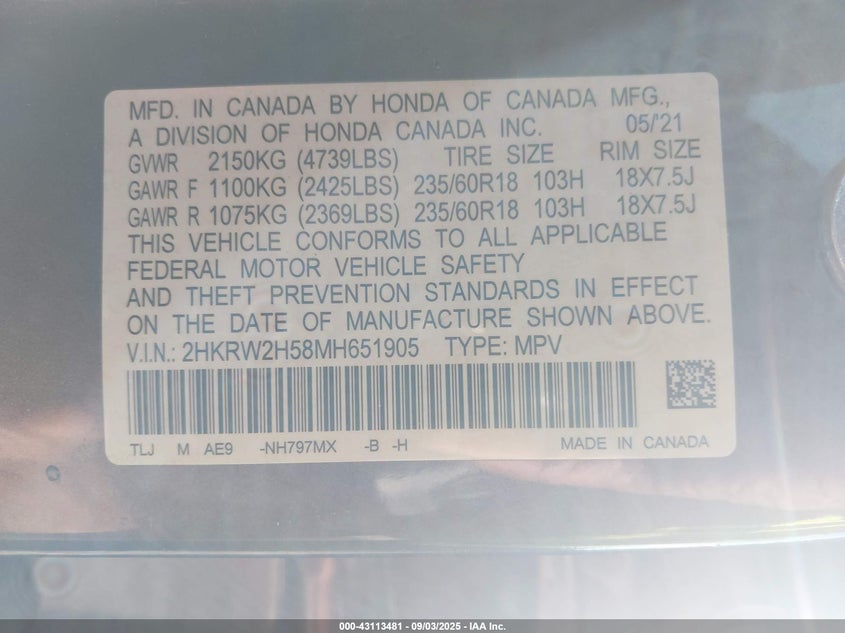 MFD. IN CANADA BY HONDA OF CANADA MFG.,
A DIVISION OF HONDA CANADA INC. 05/'21
GVWR 2150KG (4739LBS) TIRE SIZE RIM SIZE
GAWR F 1100KG (2425LBS) 235/60R18 103H 18X7.5J
GAWR R 1075KG (2369LBS) 235/60R18 103H 18X7.5J
THIS VEHICLE CONFORMS TO ALL APPLICABLE
FEDERAL MOTOR VEHICLE SAFETY
AND THEFT PREVENTION STANDARDS IN EFFECT
ON THE DATE OF MANUFACTURE SHOWN ABOVE.
V.I.N.: 2HKRW2H58MH651905 TYPE: MPV
TLJ M AE9 -NH797MX -B -H MADE IN CANADA
000-43113481 - 09/03/2025 - IAA Inc.